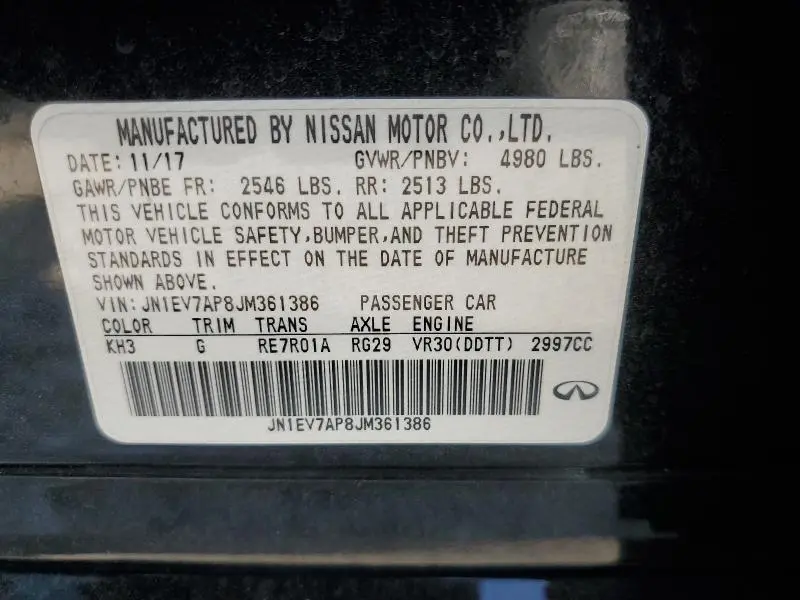 MANUFACTURED BY NISSAN MOTOR CO.,LTD.
DATE: 11/17 GVWR/PNBV: 4980 LBS.
GAWR/PNBE FR: 2546 LBS. RR: 2513 LBS.
THIS VEHICLE CONFORMS TO ALL APPLICABLE FEDERAL
MOTOR VEHICLE SAFETY,BUMPER,AND THEFT PREVENTION
STANDARDS IN EFFECT ON THE DATE OF MANUFACTURE
SHOWN ABOVE.
VIN: JN1EV7AP8JM361386 PASSENGER CAR
COLOR TRIM TRANS AXLE ENGINE
KH3 G RE7R01A RG29 VR30(DDTT) 2997CC
JN1EV7AP8JM361386